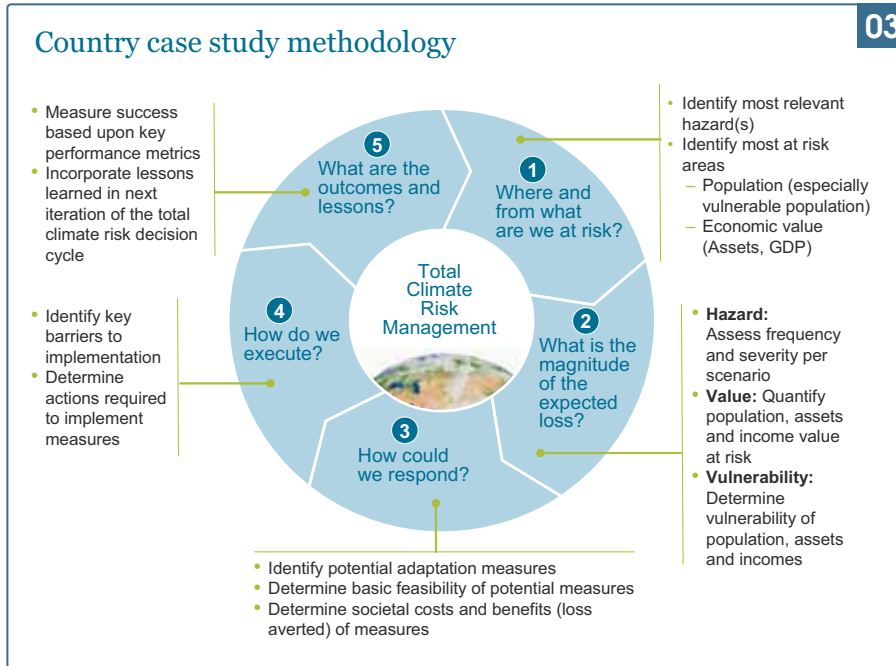 03
Country case study methodology
1
Where and
from what
are we at risk?
• Identify most relevant
hazard(s)
• Identify most at risk
areas
– Population (especially
vulnerable population)
– Economic value
(Assets, GDP)
2
What is the
magnitude
of the
expected
loss?
• Hazard:
Assess frequency
and severity per
scenario
• Value: Quantify
population, assets
and income value
at risk
• Vulnerability:
Determine
vulnerability of
population, assets
and incomes
3
How could
we respond?
• Identify potential adaptation measures
• Determine basic feasibility of potential measures
• Determine societal costs and benefits (loss
averted) of measures
4
How do we
execute?
• Identify key
barriers to
implementation
• Determine
actions required
to implement
measures
5
What are the
outcomes and
lessons?
• Measure success
based upon key
performance metrics
• Incorporate lessons
learned in next
iteration of the total
climate risk decision
cycle
Total
Climate
Risk
Management